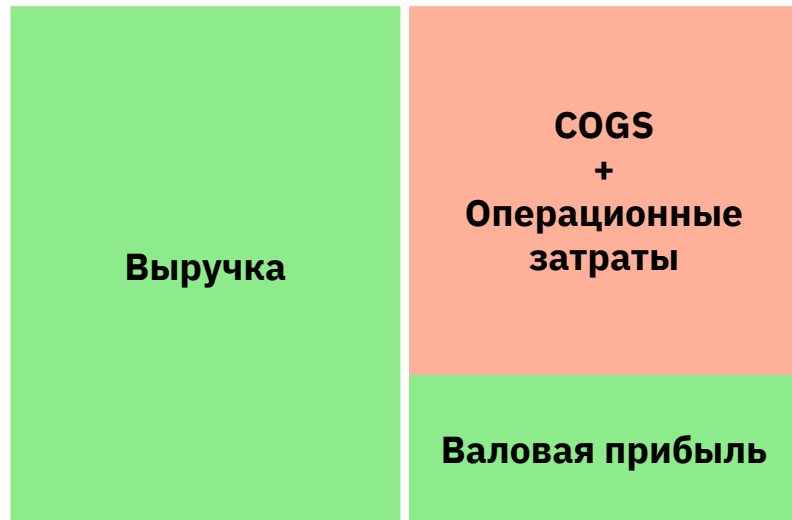 Выручка
COGS
+
Операционные
затраты
Валовая прибыль